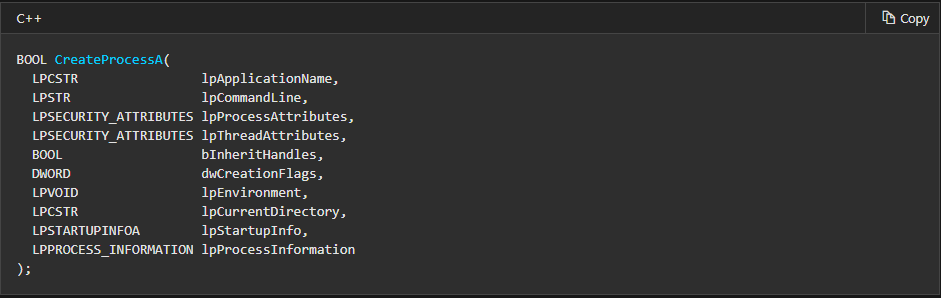 C++
Copy
BOOL CreateProcessA(
  LPCSTR                lpApplicationName,
  LPSTR                 lpCommandLine,
  LPSECURITY_ATTRIBUTES lpProcessAttributes,
  LPSECURITY_ATTRIBUTES lpThreadAttributes,
  BOOL                  bInheritHandles,
  DWORD                 dwCreationFlags,
  LPVOID                lpEnvironment,
  LPCSTR                lpCurrentDirectory,
  LPSTARTUPINFOA        lpStartupInfo,
  LPPROCESS_INFORMATION lpProcessInformation
);